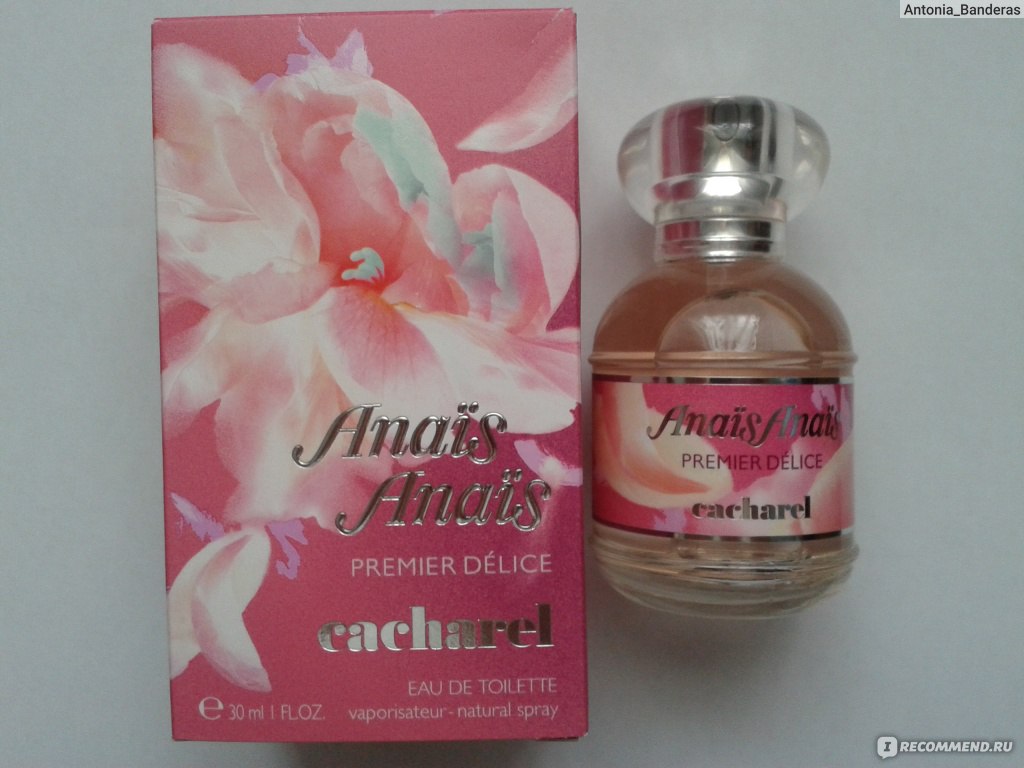 Antonia_Banderas
Anaïs
Anaïs
PREMIER DÉLICE
cacharel
EAU DE TOILETTE
℮ 30 ml 1 FL.OZ. vaporisateur - natural spray
Anaïs Anaïs
PREMIER DÉLICE
cacharel
IRECOMMEND.RU